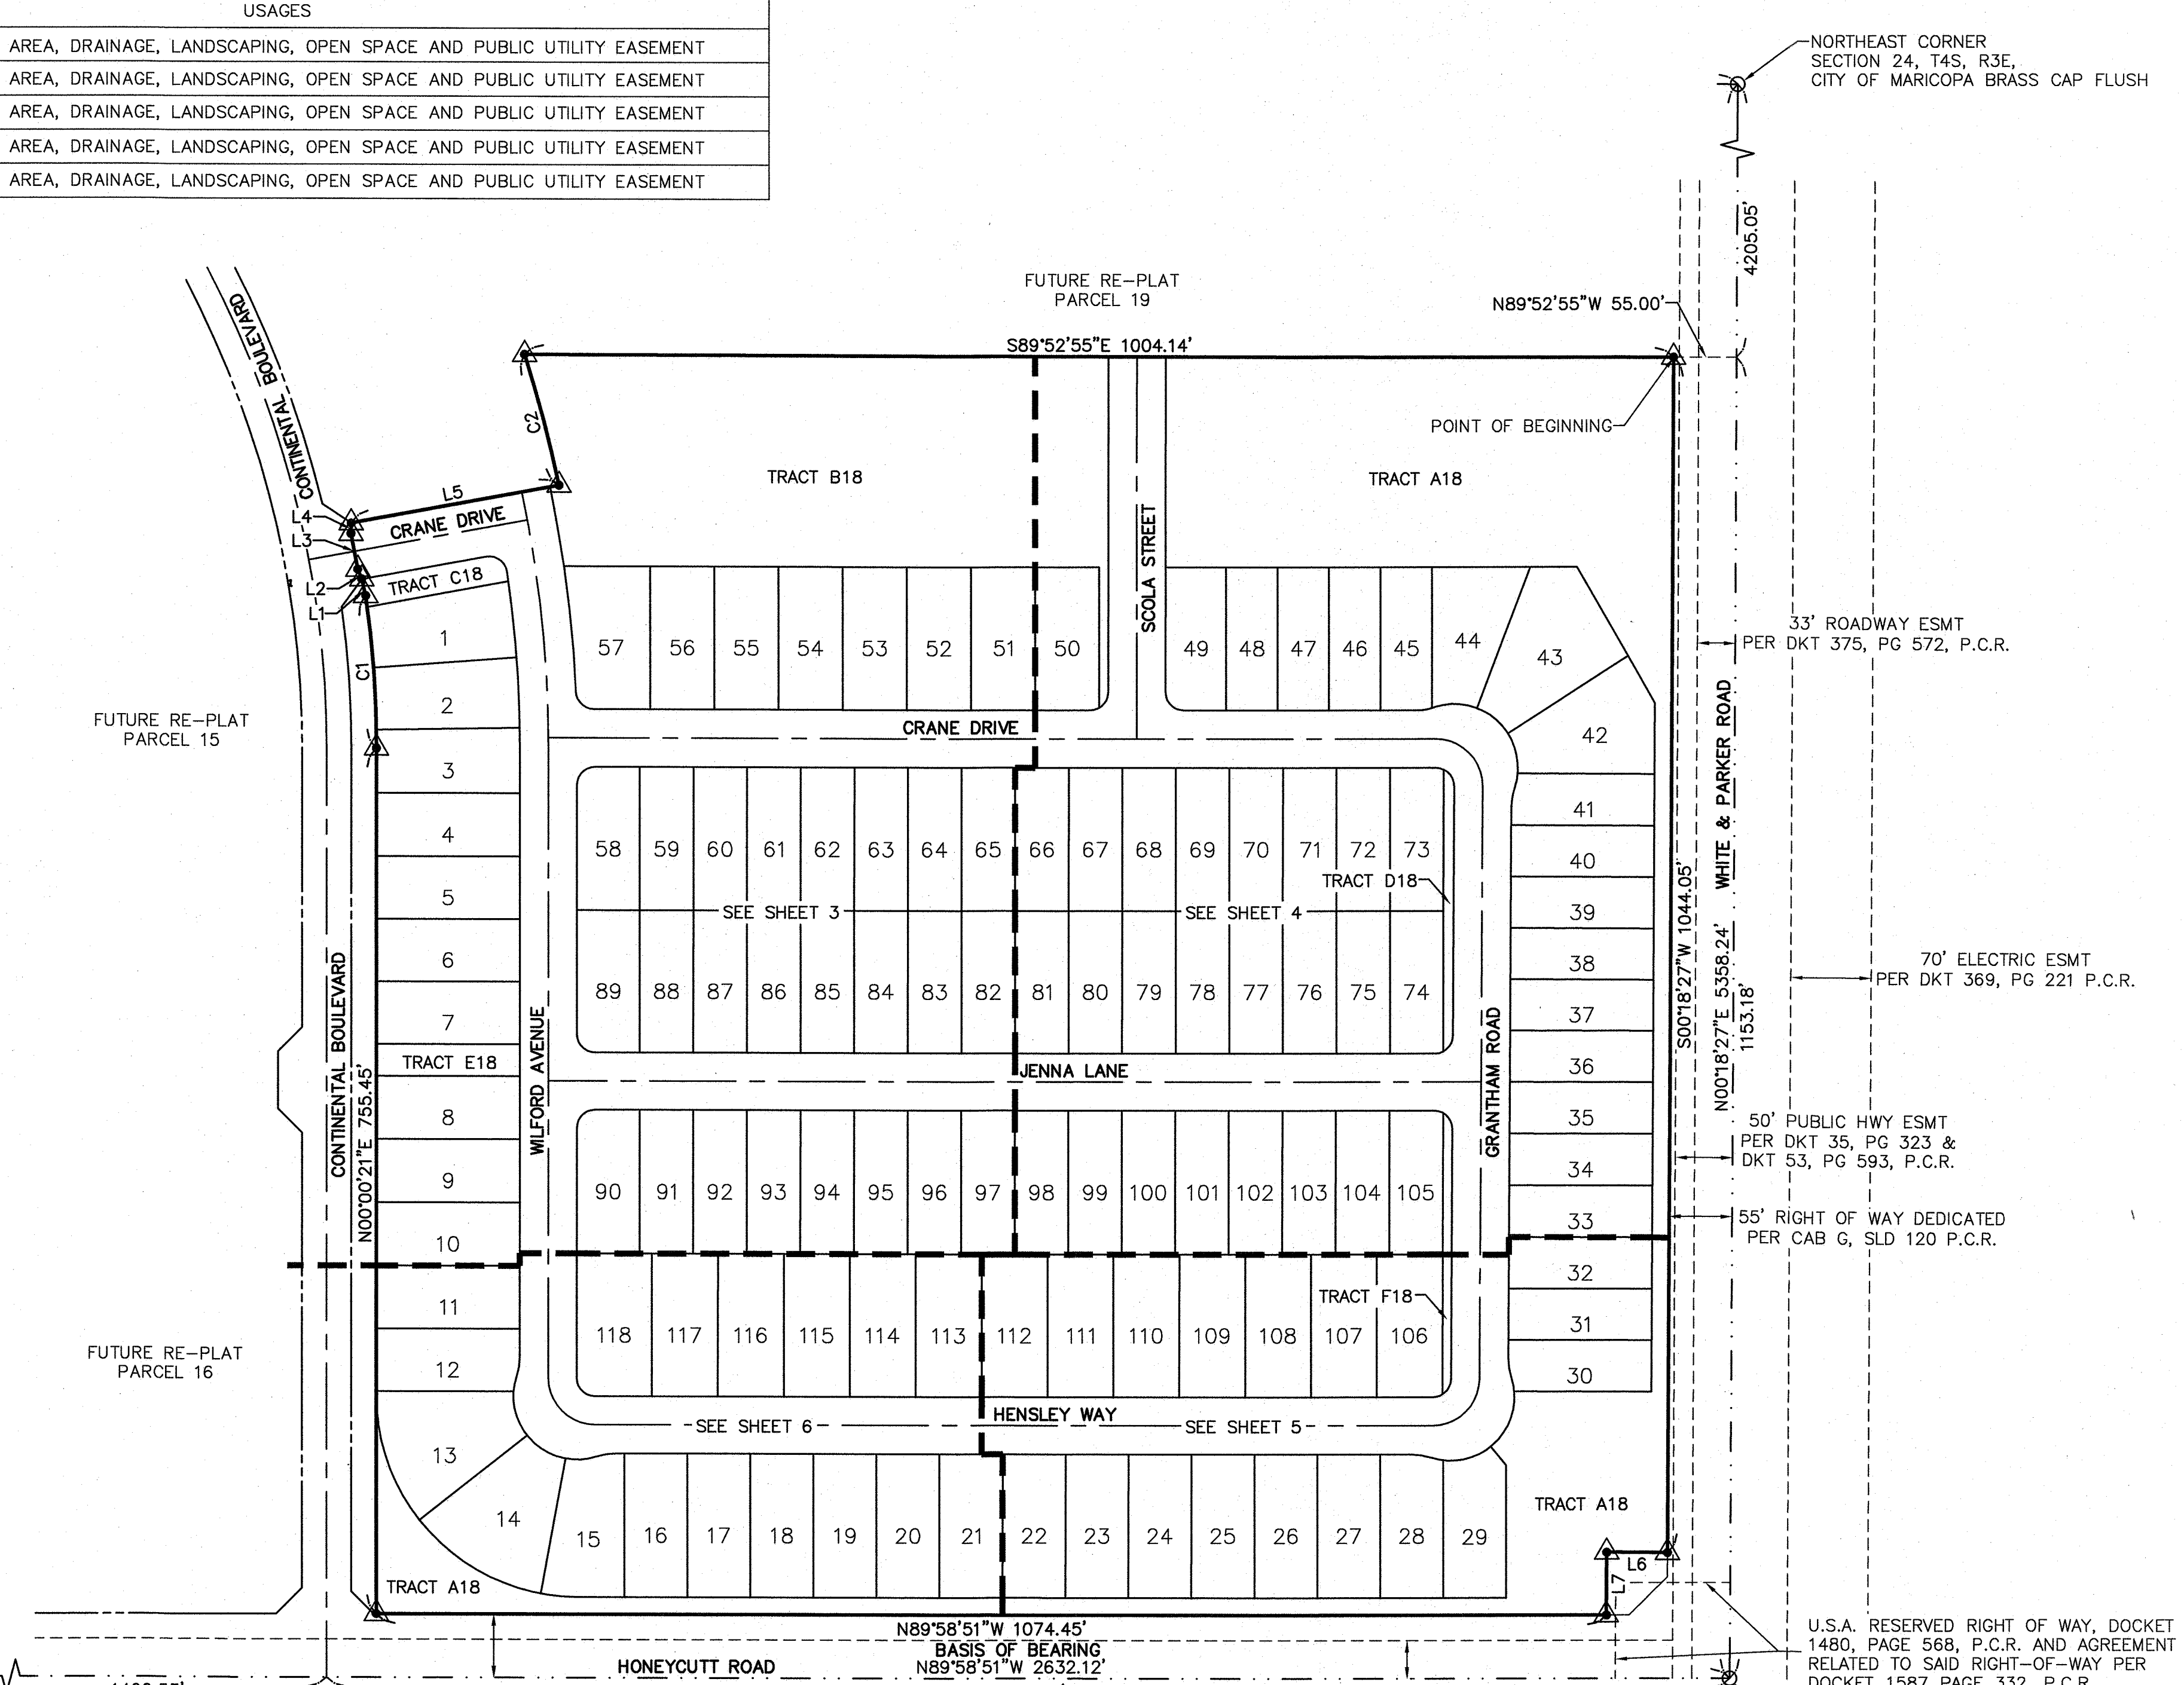 USAGES
AREA, DRAINAGE, LANDSCAPING, OPEN SPACE AND PUBLIC UTILITY EASEMENT
AREA, DRAINAGE, LANDSCAPING, OPEN SPACE AND PUBLIC UTILITY EASEMENT
AREA, DRAINAGE, LANDSCAPING, OPEN SPACE AND PUBLIC UTILITY EASEMENT
AREA, DRAINAGE, LANDSCAPING, OPEN SPACE AND PUBLIC UTILITY EASEMENT
AREA, DRAINAGE, LANDSCAPING, OPEN SPACE AND PUBLIC UTILITY EASEMENT
NORTHEAST CORNER
SECTION 24, T4S, R3E,
CITY OF MARICOPA BRASS CAP FLUSH
4205.05'
FUTURE RE-PLAT
PARCEL 19
N89°52'55"W 55.00'
S89°52'55"E 1004.14'
POINT OF BEGINNING
CONTINENTAL BOULEVARD
CONTINENTAL BOULEVARD
C2
TRACT B18
TRACT A18
L5
L4
CRANE DRIVE
L3
SCOLA STREET
TRACT C18
L2
L1
1
57
56
55
54
53
52
51
50
49
48
47
46
45
44
43
33' ROADWAY ESMT
PER DKT 375, PG 572, P.C.R.
C1
2
FUTURE RE-PLAT
PARCEL 15
CRANE DRIVE
42
WHITE & PARKER ROAD
3
41
4
58
59
60
61
62
63
64
65
66
67
68
69
70
71
72
73
40
TRACT D18
5
SEE SHEET 3
SEE SHEET 4
39
S00°18'27"W 1044.05'
N00°18'27"E 5358.24'
1153.18'
6
38
70' ELECTRIC ESMT
PER DKT 369, PG 221 P.C.R.
CONTINENTAL BOULEVARD
89
88
87
86
85
84
83
82
81
80
79
78
77
76
75
74
7
37
WILFORD AVENUE
GRANTHAM ROAD
TRACT E18
JENNA LANE
36
N00°00'21"E 755.45'
8
35
50' PUBLIC HWY ESMT
PER DKT 35, PG 323 &
DKT 53, PG 593, P.C.R.
9
34
90
91
92
93
94
95
96
97
98
99
100
101
102
103
104
105
33
55' RIGHT OF WAY DEDICATED
PER CAB G, SLD 120 P.C.R.
10
32
TRACT F18
11
31
118
117
116
115
114
113
112
111
110
109
108
107
106
FUTURE RE-PLAT
PARCEL 16
12
30
HENSLEY WAY
SEE SHEET 6
SEE SHEET 5
13
14
TRACT A18
15
16
17
18
19
20
21
22
23
24
25
26
27
28
29
L6
L7
TRACT A18
N89°58'51"W 1074.45'
BASIS OF BEARING
N89°58'51"W 2632.12'
HONEYCUTT ROAD
U.S.A. RESERVED RIGHT OF WAY, DOCKET
1480, PAGE 568, P.C.R. AND AGREEMENT
RELATED TO SAID RIGHT-OF-WAY PER
DOCKET 1587 PAGE 332, P.C.R.